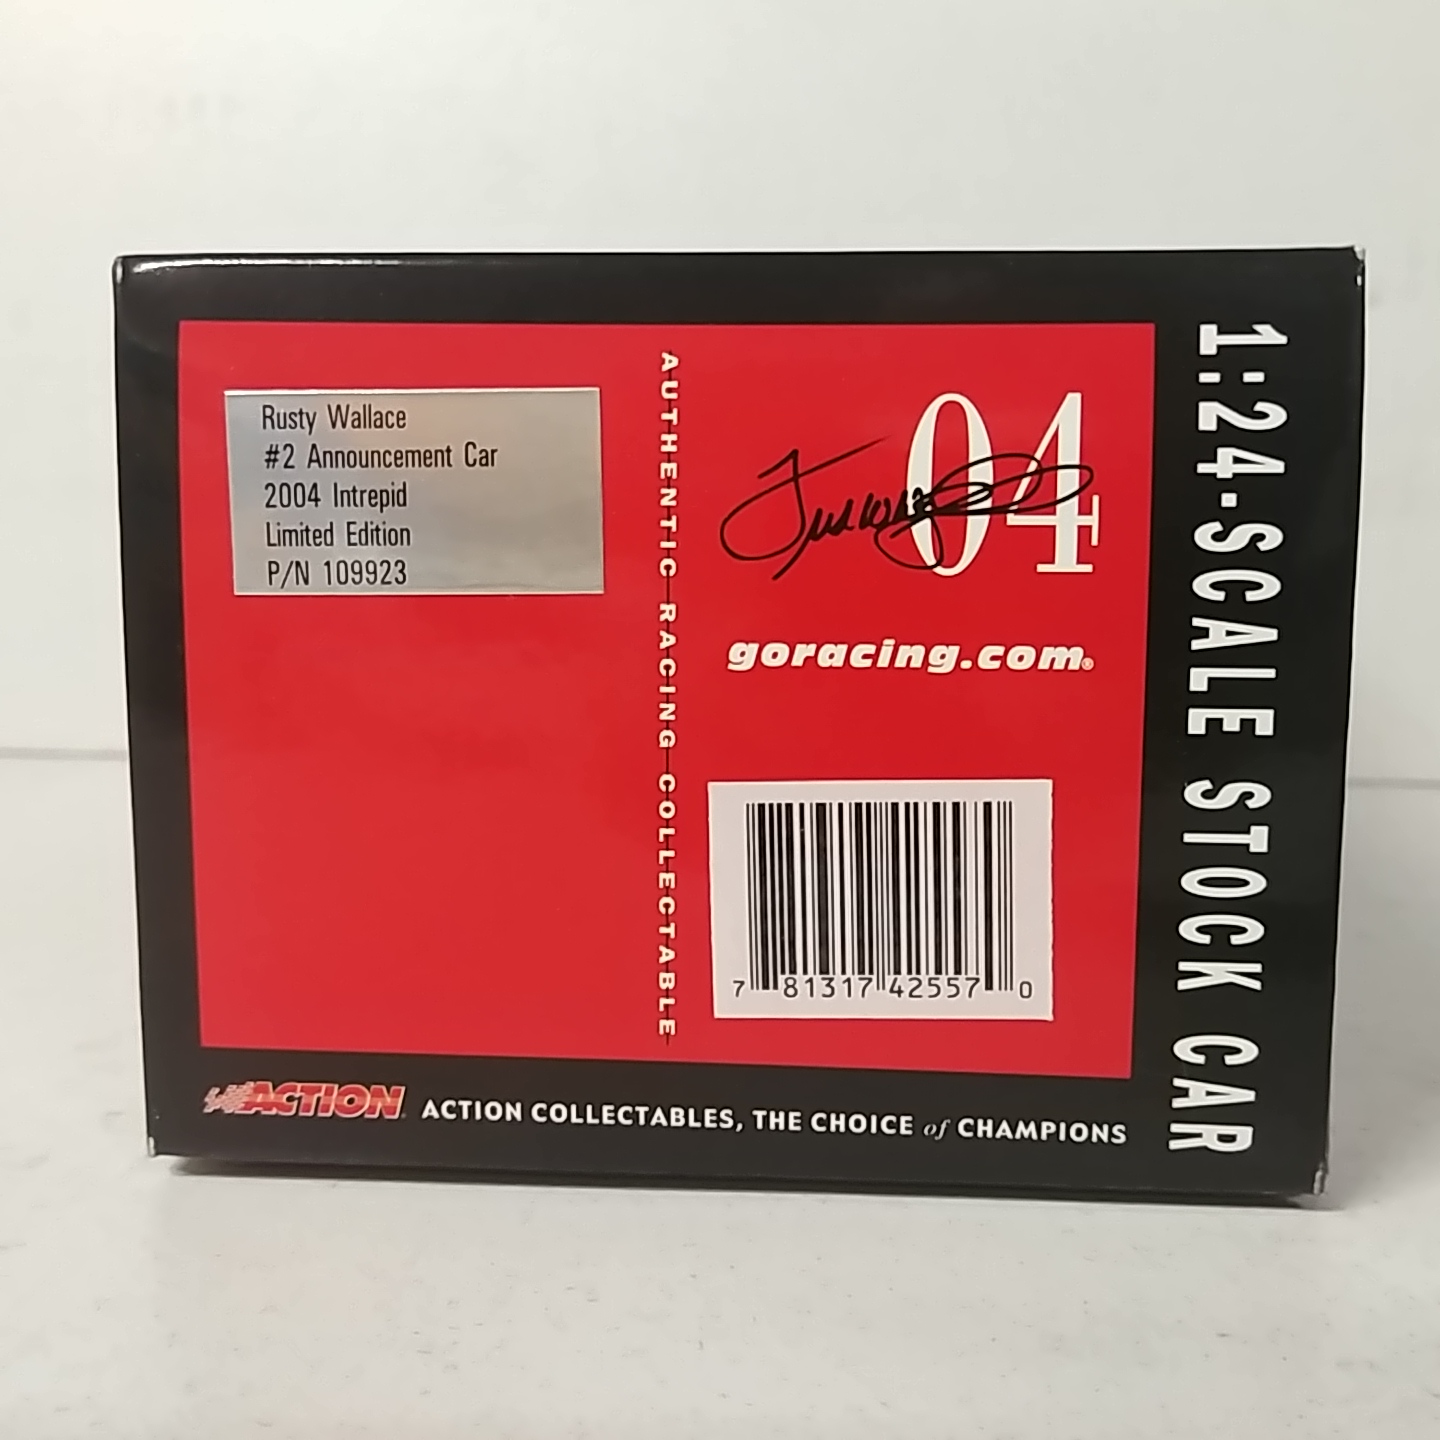 Rusty Wallace
#2 Announcement Car
2004 Intrepid
Limited Edition
P/N 109923
AUTHENTIC RACING COLLECTABLE
04
goracing.com®
7 81317 42557 0
1:24-SCALE STOCK CAR
ACTION
ACTION COLLECTABLES, THE CHOICE of CHAMPIONS